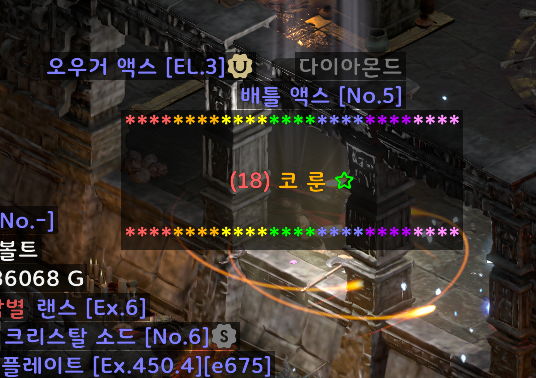 오우거 액스 [EL.3]
다이아몬드
배틀 액스 [No.5]
****************************
(18) 코 룬 ☆
****************************
[No.-]
볼트
36068 G
별 랜스 [Ex.6]
크리스탈 소드 [No.6] S
플레이트 [Ex.450.4][e675]